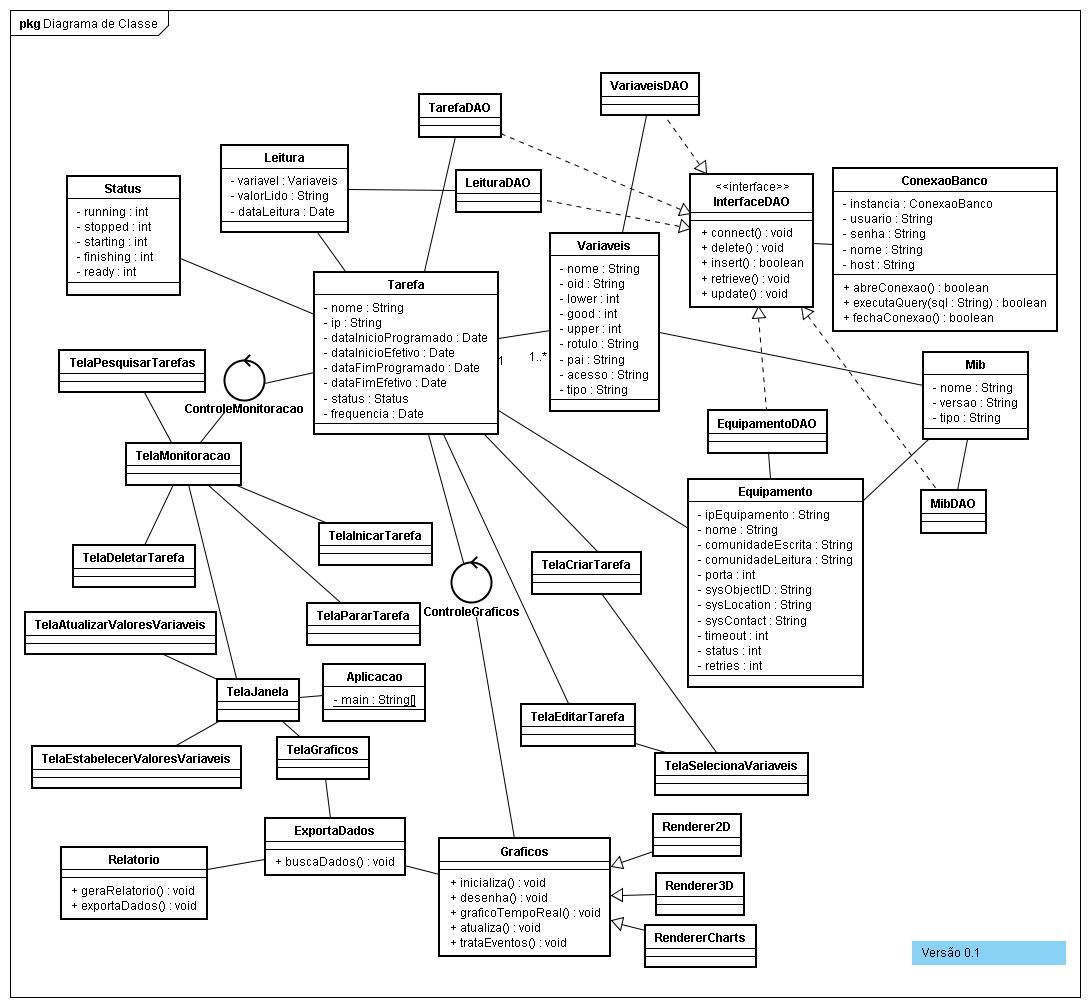 pkg Diagrama de Classe
VariaveisDAO
TarefaDAO
Leitura
- variavel : Variaveis
- valorLido : String
- dataLeitura : Date
LeituraDAO
Status
- running : int
- stopped : int
- starting : int
- finishing : int
- ready : int
<<interface>>
InterfaceDAO
+ connect() : void
+ delete() : void
+ insert() : boolean
+ retrieve() : void
+ update() : void
ConexaoBanco
- instancia : ConexaoBanco
- usuario : String
- senha : String
- nome : String
- host : String
+ abreConexao() : boolean
+ executaQuery(sql : String) : boolean
+ fechaConexao() : boolean
Variaveis
- nome : String
- oid : String
- lower : int
- good : int
- upper : int
- rotulo : String
- pai : String
- acesso : String
- tipo : String
Tarefa
- nome : String
- ip : String
- dataInicioProgramado : Date
- dataInicioEfetivo : Date
- dataFimProgramado : Date
- dataFimEfetivo : Date
- status : Status
- frequencia : Date
1
1..*
TelaPesquisarTarefas
ControleMonitoracao
Mib
- nome : String
- versao : String
- tipo : String
EquipamentoDAO
TelaMonitoracao
Equipamento
- ipEquipamento : String
- nome : String
- comunidadeEscrita : String
- comunidadeLeitura : String
- porta : int
- sysObjectID : String
- sysLocation : String
- sysContact : String
- timeout : int
- status : int
- retries : int
MibDAO
TelaInicarTarefa
TelaDeletarTarefa
TelaCriarTarefa
ControleGraficos
TelaPararTarefa
TelaAtualizarValoresVariaveis
Aplicacao
- main : String[]
TelaJanela
TelaEditarTarefa
TelaGraficos
TelaEstabelecerValoresVariaveis
TelaSelecionaVariaveis
ExportaDados
+ buscaDados() : void
Renderer2D
Relatorio
+ geraRelatorio() : void
+ exportaDados() : void
Graficos
+ inicializa() : void
+ desenha() : void
+ graficoTempoReal() : void
+ atualiza() : void
+ trataEventos() : void
Renderer3D
RendererCharts
Versão 0.1